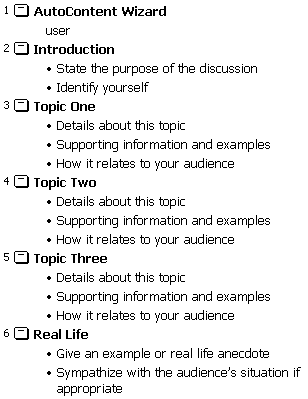 1 AutoContent Wizard
user
2 Introduction
• State the purpose of the discussion
• Identify yourself
3 Topic One
• Details about this topic
• Supporting information and examples
• How it relates to your audience
4 Topic Two
• Details about this topic
• Supporting information and examples
• How it relates to your audience
5 Topic Three
• Details about this topic
• Supporting information and examples
• How it relates to your audience
6 Real Life
• Give an example or real life anecdote
• Sympathize with the audience's situation if
appropriate